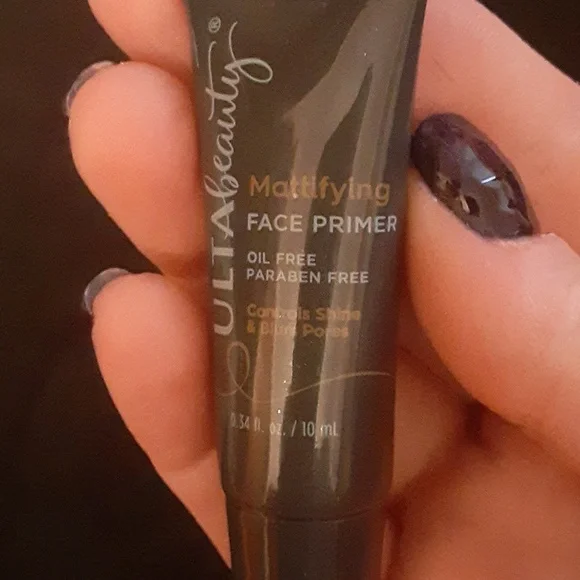 ULTA beauty®
Mattifying
FACE PRIMER
OIL FREE
PARABEN FREE
Controls Shine
& Blurs Pores
0.34 fl. oz. / 10 mL